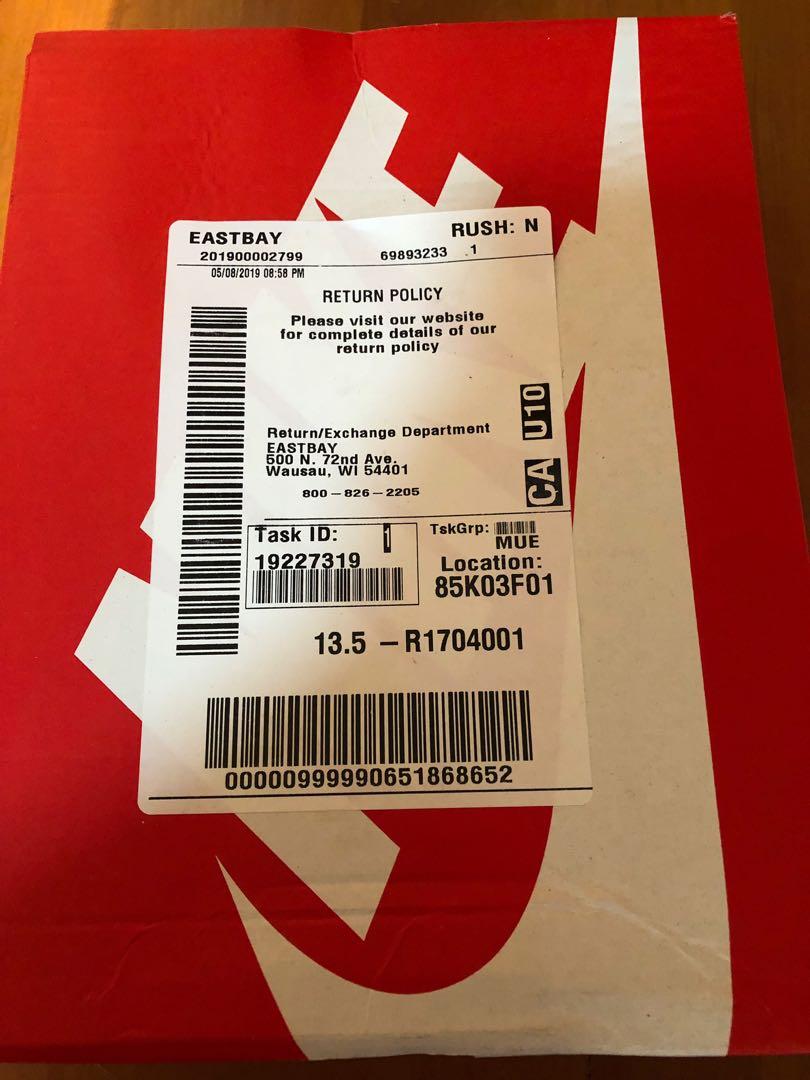 EASTBAY
RUSH: N
201900002799
69893233 .1
05/08/2019 08:58 PM
RETURN POLICY
Please visit our website
for complete details of our
return policy
U10
CA
Return/Exchange Department
EASTBAY
500 N. 72nd Ave.
Wausau, WI 54401
800-826-2205
Task ID: 1
19227319
TskGrp:
MUE
Location:
85K03F01
13.5 -R1704001
00000999990651868652